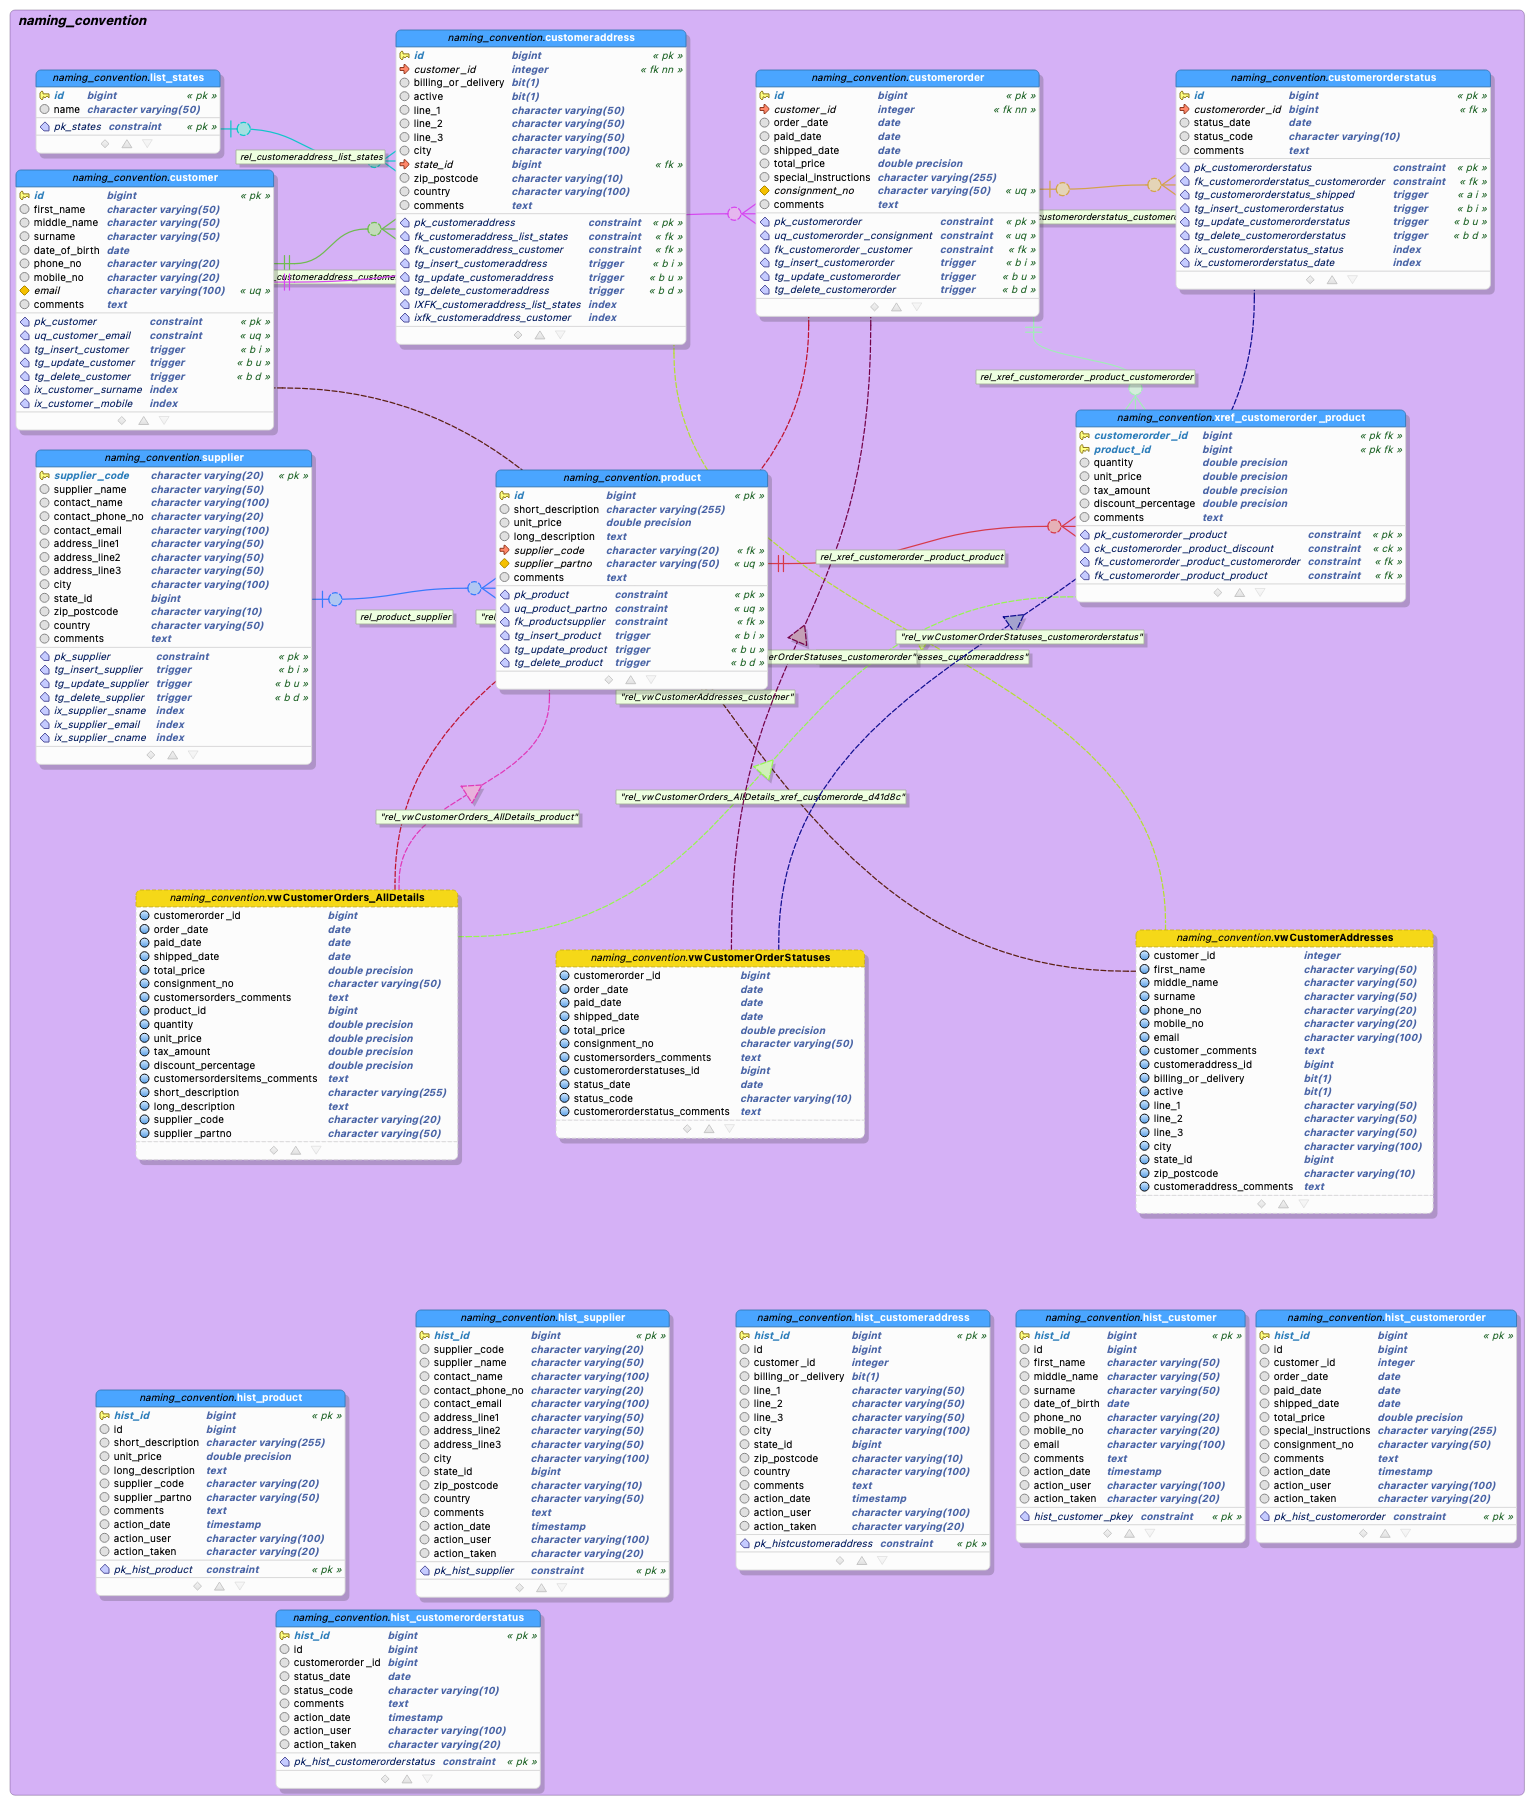 naming_convention
naming_convention.list_states
id bigint « pk »
name character varying(50)
pk_states constraint « pk »
rel_customeraddress_list_states
naming_convention.customeraddress
id bigint « pk »
customer_id integer « fk nn »
billing_or_delivery bit(1)
active bit(1)
line_1 character varying(50)
line_2 character varying(50)
line_3 character varying(50)
city character varying(100)
state_id bigint « fk »
zip_postcode character varying(10)
country character varying(100)
comments text
pk_customeraddress constraint « pk »
fk_customeraddress_list_states constraint « fk »
fk_customeraddress_customer constraint « fk »
tg_insert_customeraddress trigger « b i »
tg_update_customeraddress trigger « b u »
tg_delete_customeraddress trigger « b d »
IXFK_customeraddress_list_states index
ixfk_customeraddress_customer index
naming_convention.customerorder
id bigint « pk »
customer_id integer « fk nn »
order_date date
paid_date date
shipped_date date
total_price double precision
special_instructions character varying(255)
consignment_no character varying(50) « uq »
comments text
pk_customerorder constraint « pk »
uq_customerorder_consignment constraint « uq »
fk_customerorder_customer constraint « fk »
tg_insert_customerorder trigger « b i »
tg_update_customerorder trigger « b u »
tg_delete_customerorder trigger « b d »
customerorderstatus_customeror
naming_convention.customerorderstatus
id bigint « pk »
customerorder_id bigint « fk »
status_date date
status_code character varying(10)
comments text
pk_customerorderstatus constraint « pk »
fk_customerorderstatus_customerorder constraint « fk »
tg_customerorderstatus_shipped trigger « a i »
tg_insert_customerorderstatus trigger « b i »
tg_update_customerorderstatus trigger « b u »
tg_delete_customerorderstatus trigger « b d »
ix_customerorderstatus_status index
ix_customerorderstatus_date index
naming_convention.customer
id bigint « pk »
first_name character varying(50)
middle_name character varying(50)
surname character varying(50)
date_of_birth date
phone_no character varying(20)
mobile_no character varying(20)
email character varying(100) « uq »
comments text
pk_customer constraint « pk »
uq_customer_email constraint « uq »
tg_insert_customer trigger « b i »
tg_update_customer trigger « b u »
tg_delete_customer trigger « b d »
ix_customer_surname index
ix_customer_mobile index
_customeraddress_custome
rel_xref_customerorder_product_customerorder
naming_convention.xref_customerorder_product
customerorder_id bigint « pk fk »
product_id bigint « pk fk »
quantity double precision
unit_price double precision
tax_amount double precision
discount_percentage double precision
comments text
pk_customerorder_product constraint « pk »
ck_customerorder_product_discount constraint « ck »
fk_customerorder_product_customerorder constraint « fk »
fk_customerorder_product_product constraint « fk »
naming_convention.supplier
supplier_code character varying(20) « pk »
supplier_name character varying(50)
contact_name character varying(100)
contact_phone_no character varying(20)
contact_email character varying(100)
address_line1 character varying(50)
address_line2 character varying(50)
address_line3 character varying(50)
city character varying(100)
state_id bigint
zip_postcode character varying(10)
country character varying(50)
comments text
pk_supplier constraint « pk »
tg_insert_supplier trigger « b i »
tg_update_supplier trigger « b u »
tg_delete_supplier trigger « b d »
ix_supplier_sname index
ix_supplier_email index
ix_supplier_cname index
rel_product_supplier
"rel
naming_convention.product
id bigint « pk »
short_description character varying(255)
unit_price double precision
long_description text
supplier_code character varying(20) « fk »
supplier_partno character varying(50) « uq »
comments text
pk_product constraint « pk »
uq_product_partno constraint « uq »
fk_productsupplier constraint « fk »
tg_insert_product trigger « b i »
tg_update_product trigger « b u »
tg_delete_product trigger « b d »
rel_xref_customerorder_product_product
"rel_vwCustomerOrderStatuses_customerorderstatus"
erOrderStatuses_customerorder"
esses_customeraddress"
"rel_vwCustomerAddresses_customer"
"rel_vwCustomerOrders_AllDetails_xref_customerorde_d41d8c"
"rel_vwCustomerOrders_AllDetails_product"
naming_convention.vwCustomerOrders_AllDetails
customerorder_id bigint
order_date date
paid_date date
shipped_date date
total_price double precision
consignment_no character varying(50)
customersorders_comments text
product_id bigint
quantity double precision
unit_price double precision
tax_amount double precision
discount_percentage double precision
customersordersitems_comments text
short_description character varying(255)
long_description text
supplier_code character varying(20)
supplier_partno character varying(50)
naming_convention.vwCustomerOrderStatuses
customerorder_id bigint
order_date date
paid_date date
shipped_date date
total_price double precision
consignment_no character varying(50)
customersorders_comments text
customerorderstatuses_id bigint
status_date date
status_code character varying(10)
customerorderstatus_comments text
naming_convention.vwCustomerAddresses
customer_id integer
first_name character varying(50)
middle_name character varying(50)
surname character varying(50)
phone_no character varying(20)
mobile_no character varying(20)
email character varying(100)
customer_comments text
customeraddress_id bigint
billing_or_delivery bit(1)
active bit(1)
line_1 character varying(50)
line_2 character varying(50)
line_3 character varying(50)
city character varying(100)
state_id bigint
zip_postcode character varying(10)
customeraddress_comments text
naming_convention.hist_product
hist_id bigint « pk »
id bigint
short_description character varying(255)
unit_price double precision
long_description text
supplier_code character varying(20)
supplier_partno character varying(50)
comments text
action_date timestamp
action_user character varying(100)
action_taken character varying(20)
pk_hist_product constraint « pk »
naming_convention.hist_supplier
hist_id bigint « pk »
supplier_code character varying(20)
supplier_name character varying(50)
contact_name character varying(100)
contact_phone_no character varying(20)
contact_email character varying(100)
address_line1 character varying(50)
address_line2 character varying(50)
address_line3 character varying(50)
city character varying(100)
state_id bigint
zip_postcode character varying(10)
country character varying(50)
comments text
action_date timestamp
action_user character varying(100)
action_taken character varying(20)
pk_hist_supplier constraint « pk »
naming_convention.hist_customeraddress
hist_id bigint « pk »
id bigint
customer_id integer
billing_or_delivery bit(1)
line_1 character varying(50)
line_2 character varying(50)
line_3 character varying(50)
city character varying(100)
state_id bigint
zip_postcode character varying(10)
country character varying(100)
comments text
action_date timestamp
action_user character varying(100)
action_taken character varying(20)
pk_histcustomeraddress constraint « pk »
naming_convention.hist_customer
hist_id bigint « pk »
id bigint
first_name character varying(50)
middle_name character varying(50)
surname character varying(50)
date_of_birth date
phone_no character varying(20)
mobile_no character varying(20)
email character varying(100)
comments text
action_date timestamp
action_user character varying(100)
action_taken character varying(20)
hist_customer_pkey constraint « pk »
naming_convention.hist_customerorder
hist_id bigint « pk »
id bigint
customer_id integer
order_date date
paid_date date
shipped_date date
total_price double precision
special_instructions character varying(255)
consignment_no character varying(50)
comments text
action_date timestamp
action_user character varying(100)
action_taken character varying(20)
pk_hist_customerorder constraint « pk »
naming_convention.hist_customerorderstatus
hist_id bigint « pk »
id bigint
customerorder_id bigint
status_date date
status_code character varying(10)
comments text
action_date timestamp
action_user character varying(100)
action_taken character varying(20)
pk_hist_customerorderstatus constraint « pk »